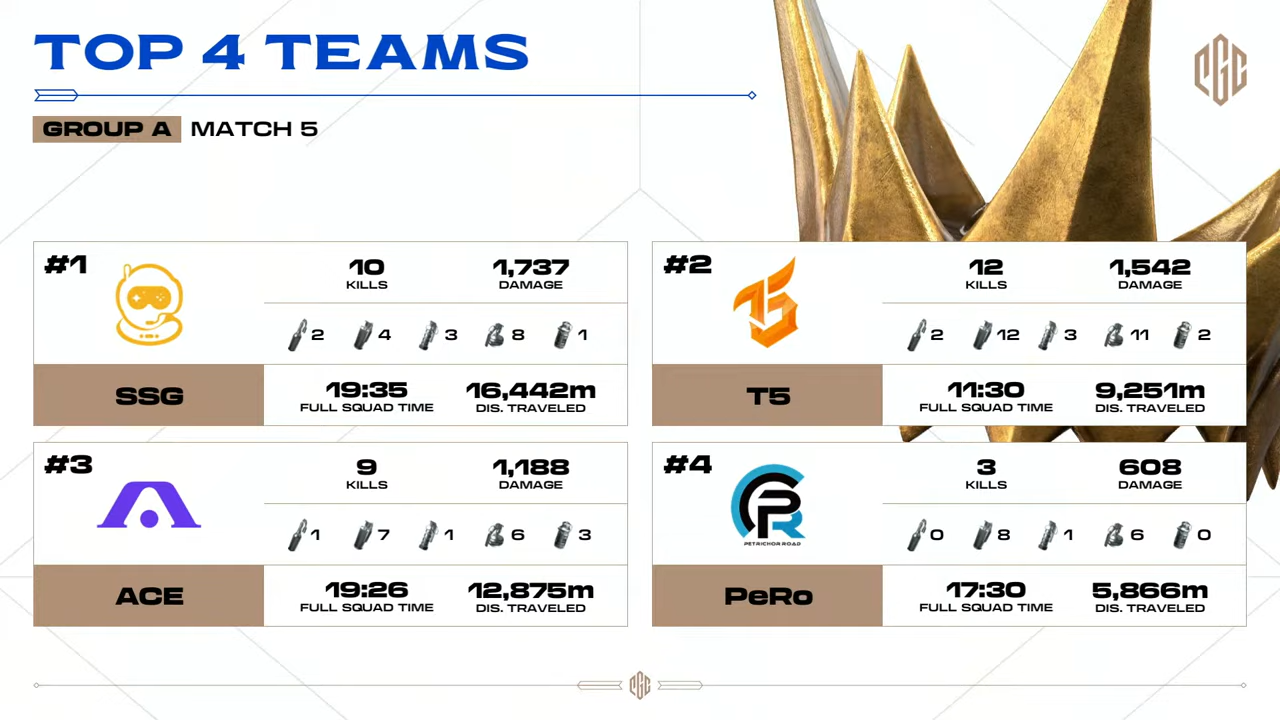 TOP 4 TEAMS
PGC
GROUP A MATCH 5
#1
10 1,737
KILLS DAMAGE
2 4 3 8 1
SSG
19:35 16,442m
FULL SQUAD TIME DIS. TRAVELED
#2
12 1,542
KILLS DAMAGE
2 12 3 11 2
T5
11:30 9,251m
FULL SQUAD TIME DIS. TRAVELED
#3
9 1,188
KILLS DAMAGE
1 7 1 6 3
ACE
19:26 12,875m
FULL SQUAD TIME DIS. TRAVELED
#4
PETRICHOR ROAD
3 608
KILLS DAMAGE
0 8 1 6 0
PeRo
17:30 5,866m
FULL SQUAD TIME DIS. TRAVELED
PGC